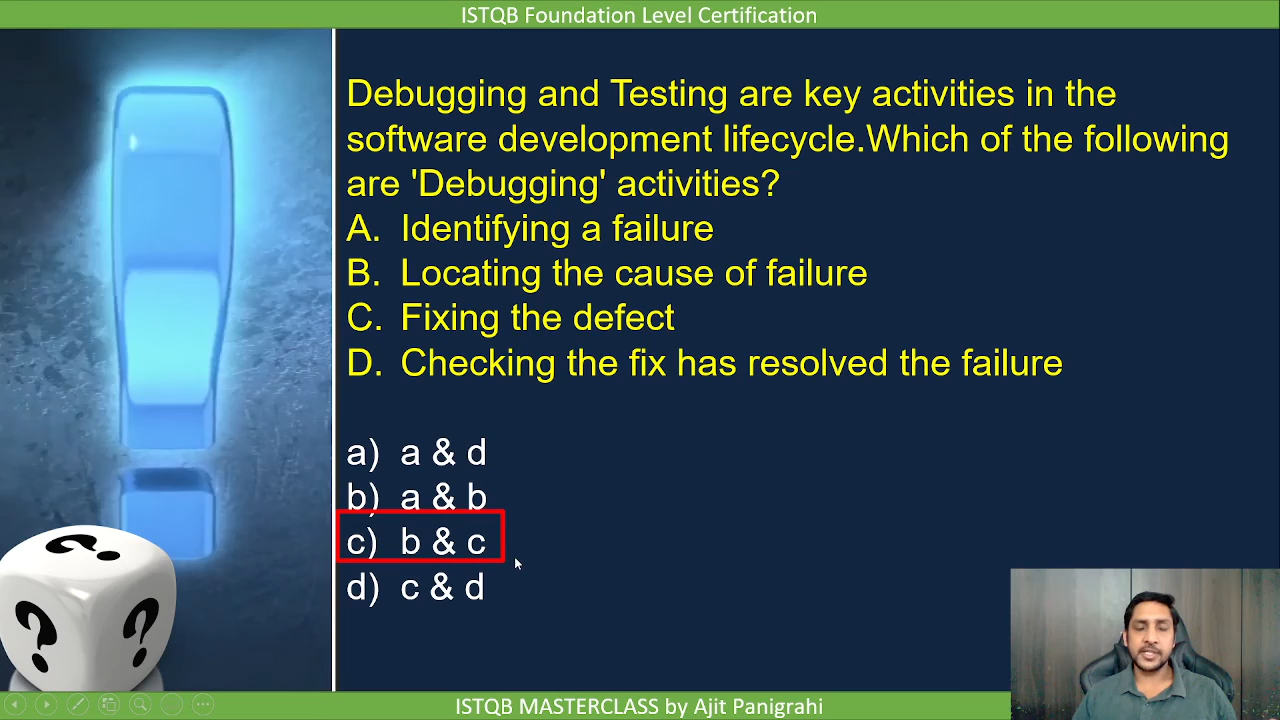 ISTQB Foundation Level Certification
Debugging and Testing are key activities in the
software development lifecycle.Which of the following
are 'Debugging' activities?
A. Identifying a failure
B. Locating the cause of failure
C. Fixing the defect
D. Checking the fix has resolved the failure
a) a & d
b) a & b
c) b & c
d) c & d
? ? ?
ISTQB MASTERCLASS by Ajit Panigrahi